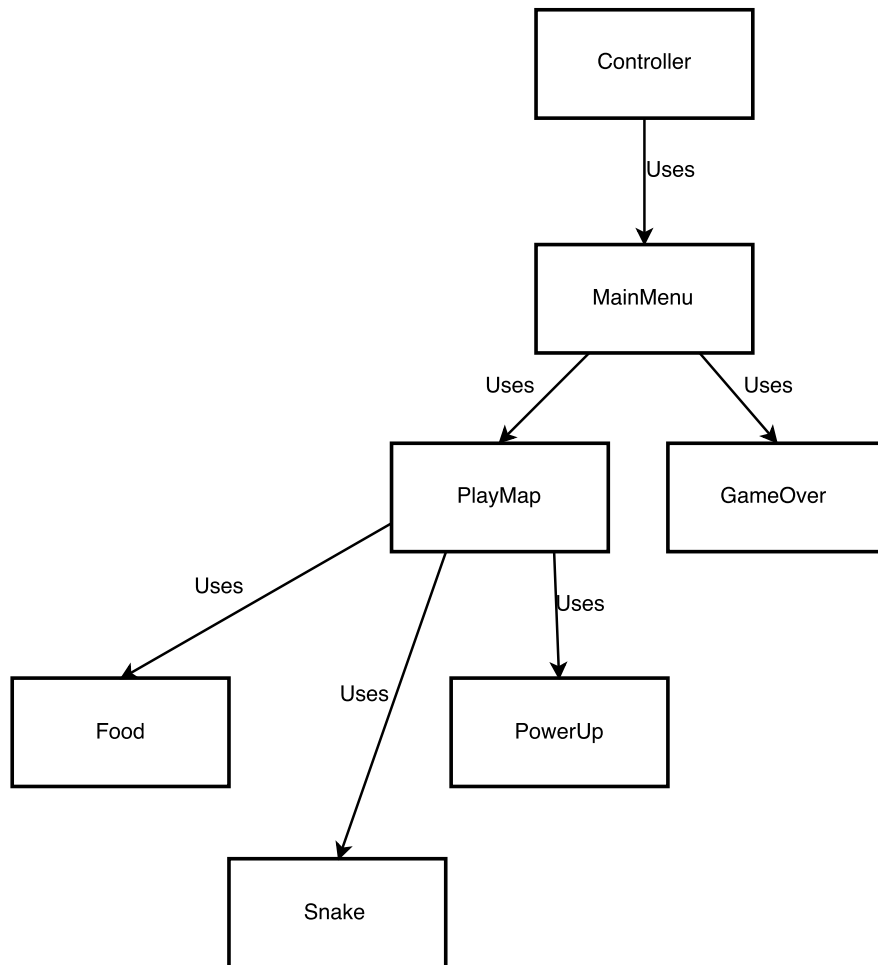 Controller
Uses
MainMenu
Uses
Uses
PlayMap
GameOver
Uses
Uses
Uses
Food
PowerUp
Snake